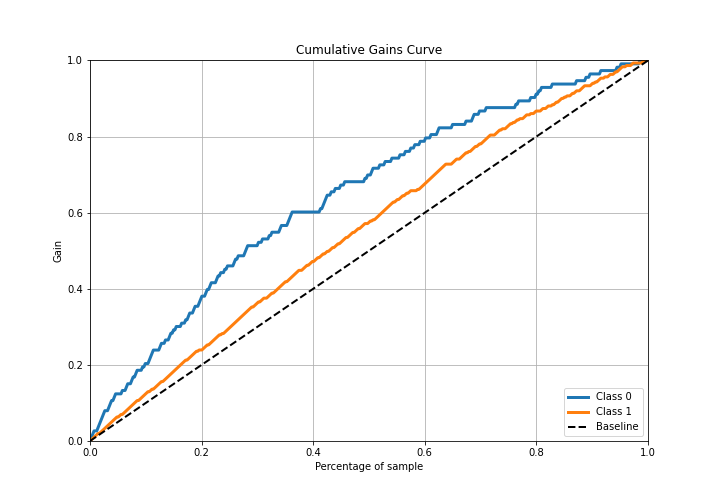 Cumulative Gains Curve
1.0
0.8
0.6
0.4
0.2
0.0
Gain
0.0 0.2 0.4 0.6 0.8 1.0
Percentage of sample
Class 0
Class 1
Baseline